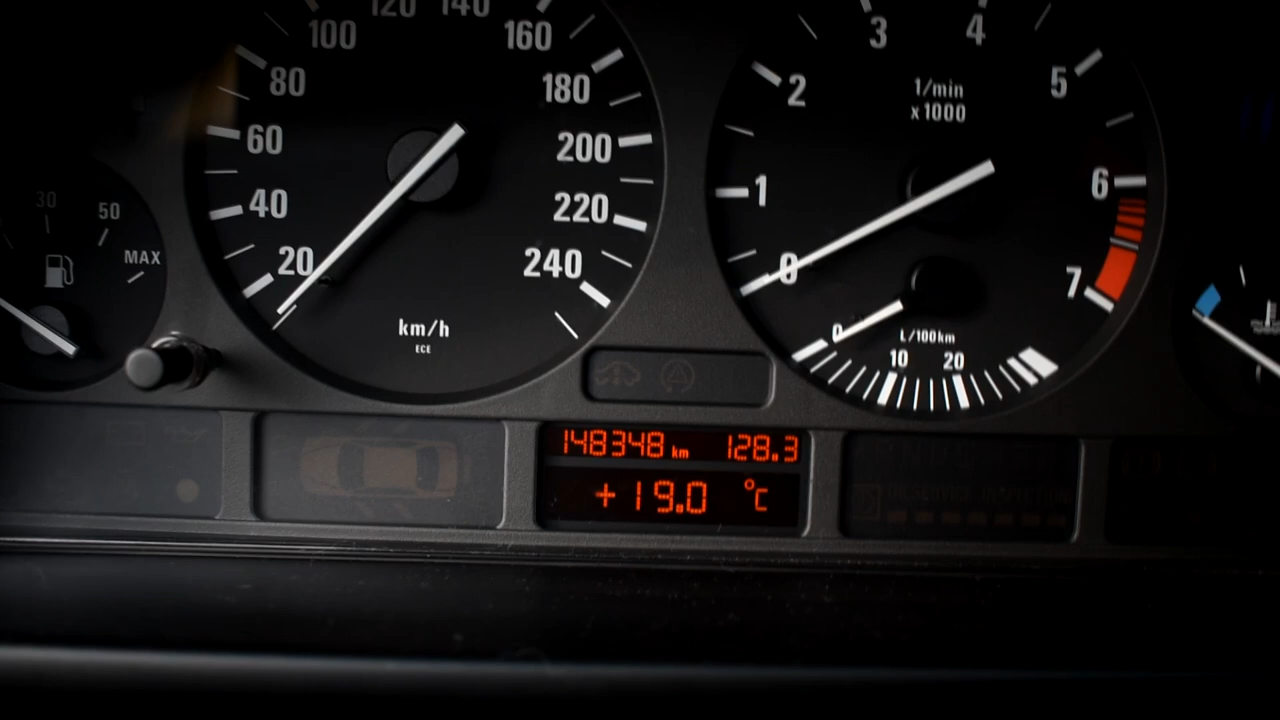 120 140
100 160
80 180
60 200
40 220
20 240
km/h
ECE
30 50
MAX
3 4
2 5
1/min
x1000
1 6
0 7
0 L/100km
10 20
148348 km 128.3
+19.0 °C